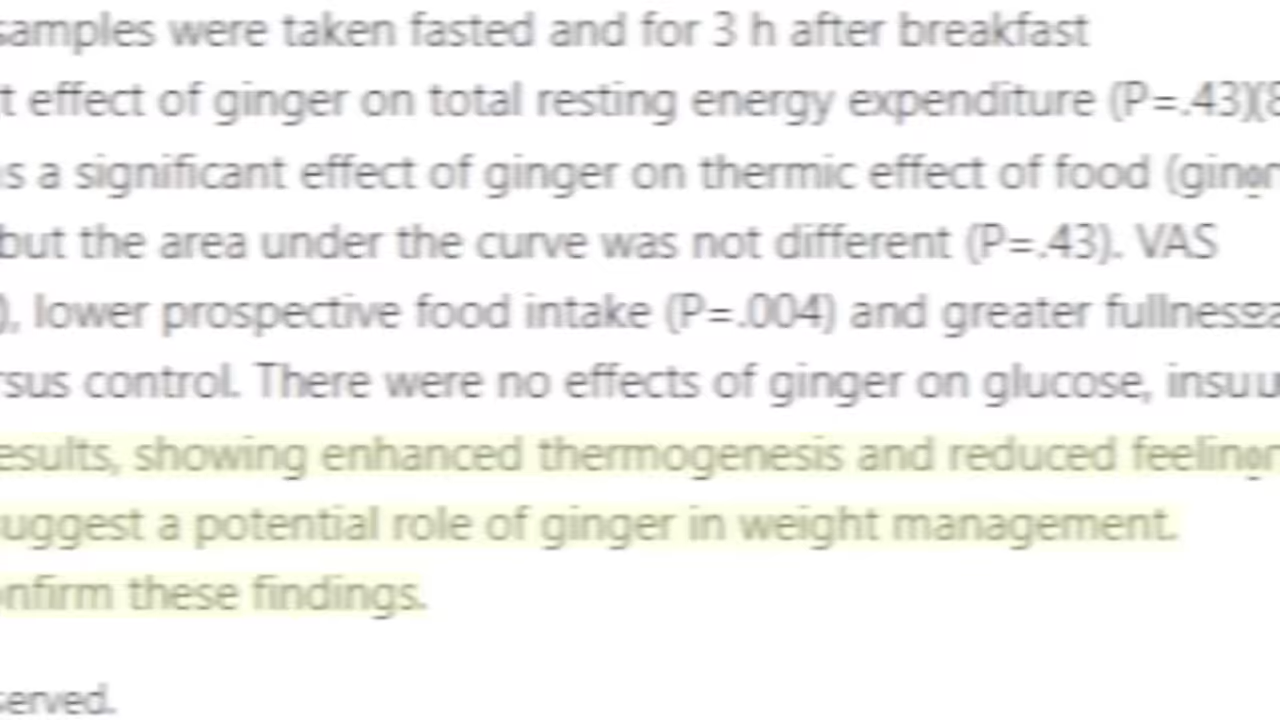 samples were taken fasted and for 3 h after breakfast
t effect of ginger on total resting energy expenditure (P=.43)(8
s a significant effect of ginger on thermic effect of food
but the area under the curve was not different (P=.43). VAS
), lower prospective food intake (P=.004) and greater fullness
rsus control. There were no effects of ginger on glucose,
esults, showing enhanced thermogenesis and reduced
uggest a potential role of ginger in weight management.
onfirm these findings.
served.